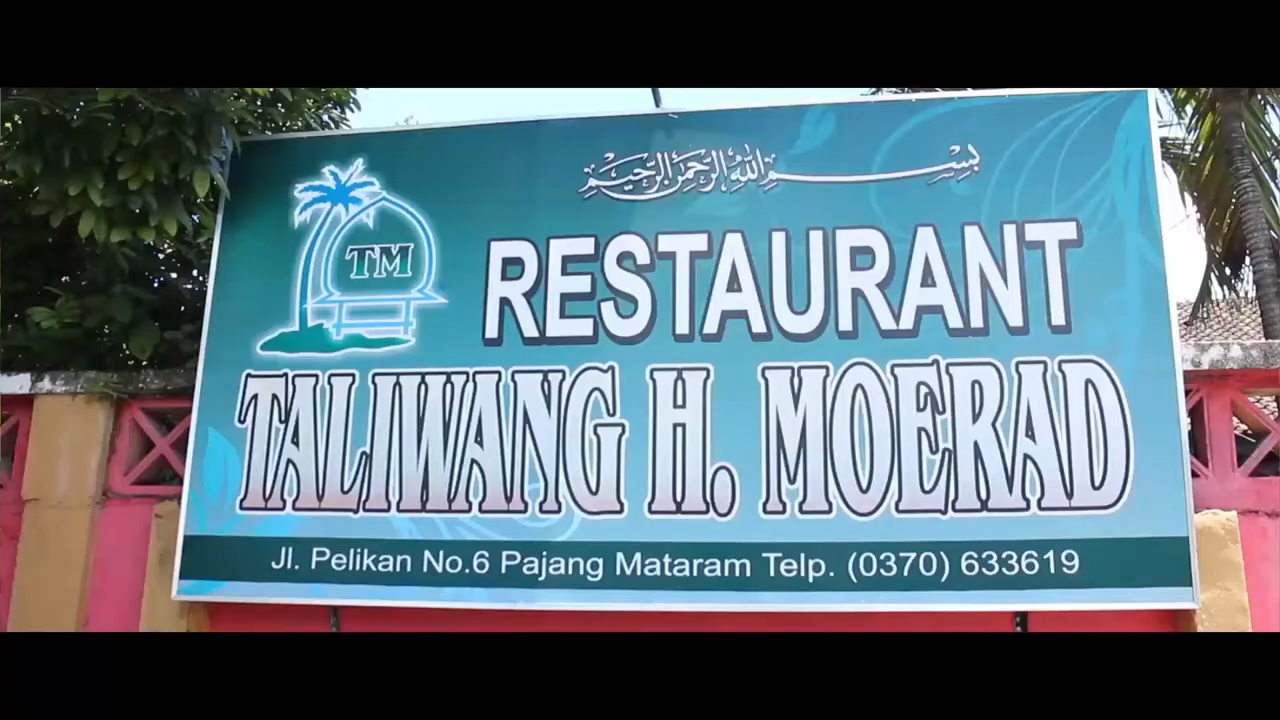 بسم الله الرحمن الرحيم
TM
RESTAURANT
TALIWANG H. MOERAD
Jl. Pelikan No.6 Pajang Mataram Telp. (0370) 633619